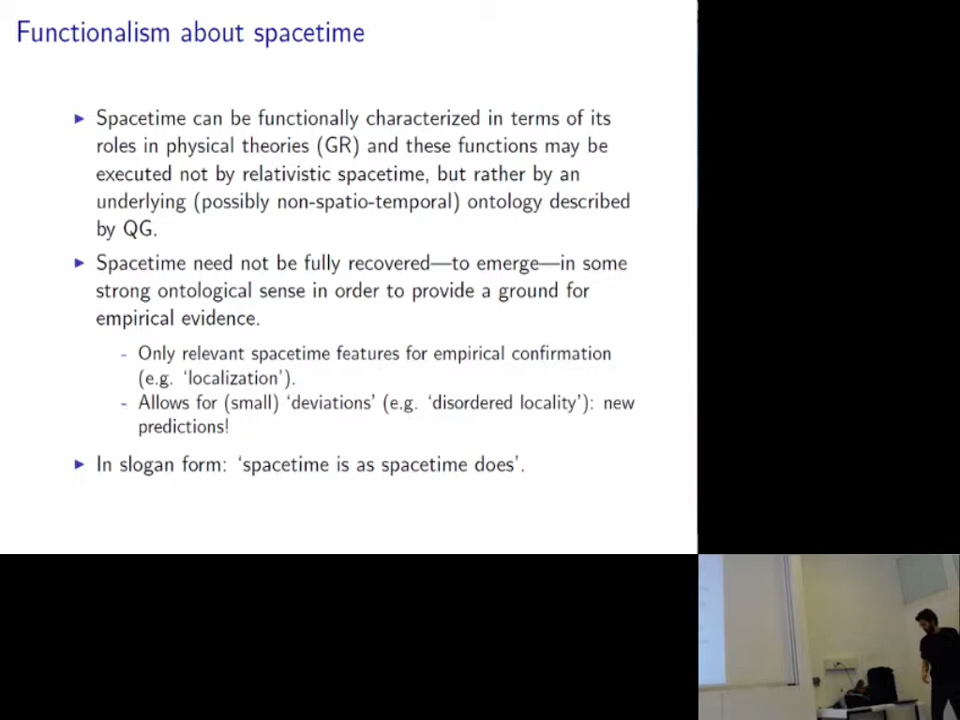 Functionalism about spacetime
▶ Spacetime can be functionally characterized in terms of its
roles in physical theories (GR) and these functions may be
executed not by relativistic spacetime, but rather by an
underlying (possibly non-spatio-temporal) ontology described
by QG.
▶ Spacetime need not be fully recovered—to emerge—in some
strong ontological sense in order to provide a ground for
empirical evidence.
- Only relevant spacetime features for empirical confirmation
(e.g. ‘localization’).
- Allows for (small) ‘deviations’ (e.g. ‘disordered locality’): new
predictions!
▶ In slogan form: ‘spacetime is as spacetime does’.